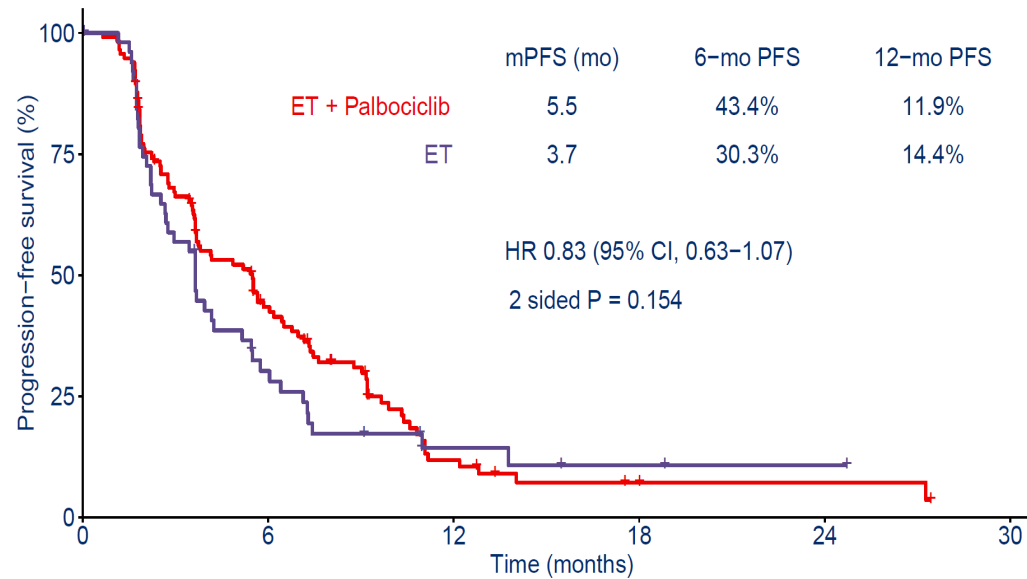 Progression−free survival (%)
100
75
50
25
0
mPFS (mo) 6−mo PFS 12−mo PFS
ET + Palbociclib 5.5 43.4% 11.9%
ET 3.7 30.3% 14.4%
HR 0.83 (95% CI, 0.63−1.07)
2 sided P = 0.154
0 6 12 18 24 30
Time (months)